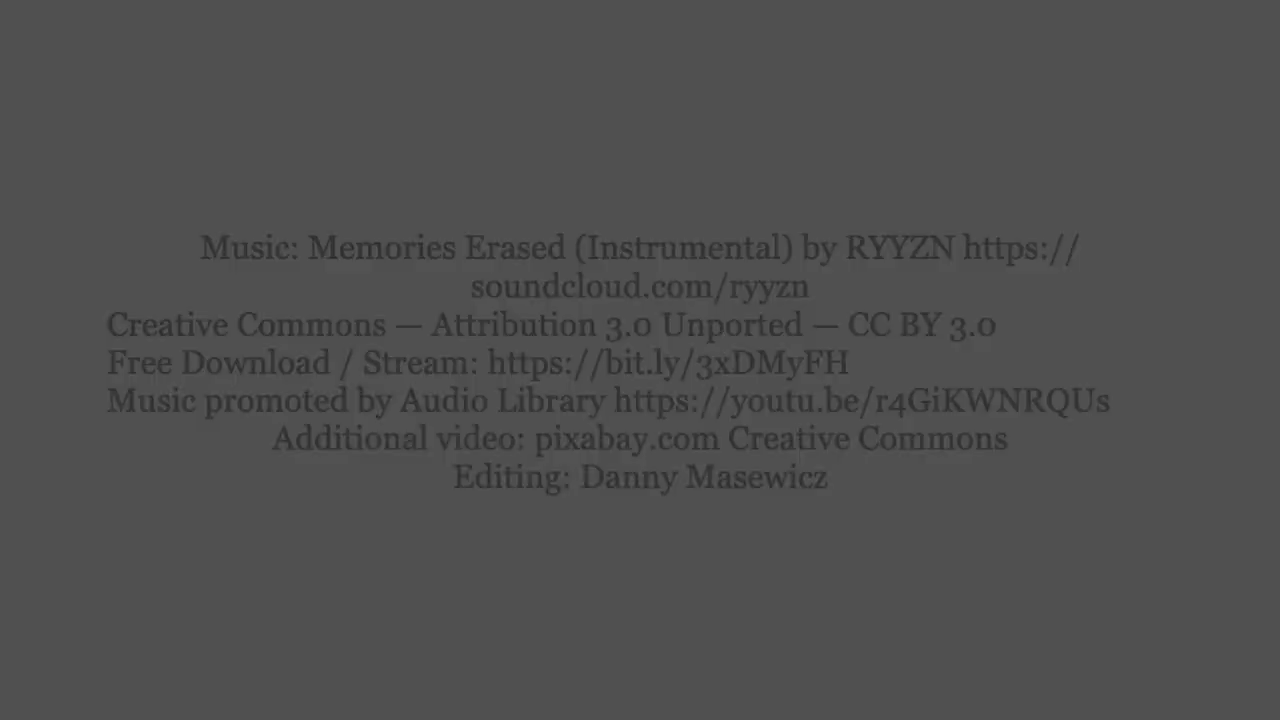 Music: Memories Erased (Instrumental) by RYYZN https://
soundcloud.com/ryyzn
Creative Commons — Attribution 3.0 Unported — CC BY 3.0
Free Download / Stream: https://bit.ly/3xDMyFH
Music promoted by Audio Library https://youtu.be/r4GiKWNRQUs
Additional video: pixabay.com Creative Commons
Editing: Danny Masewicz